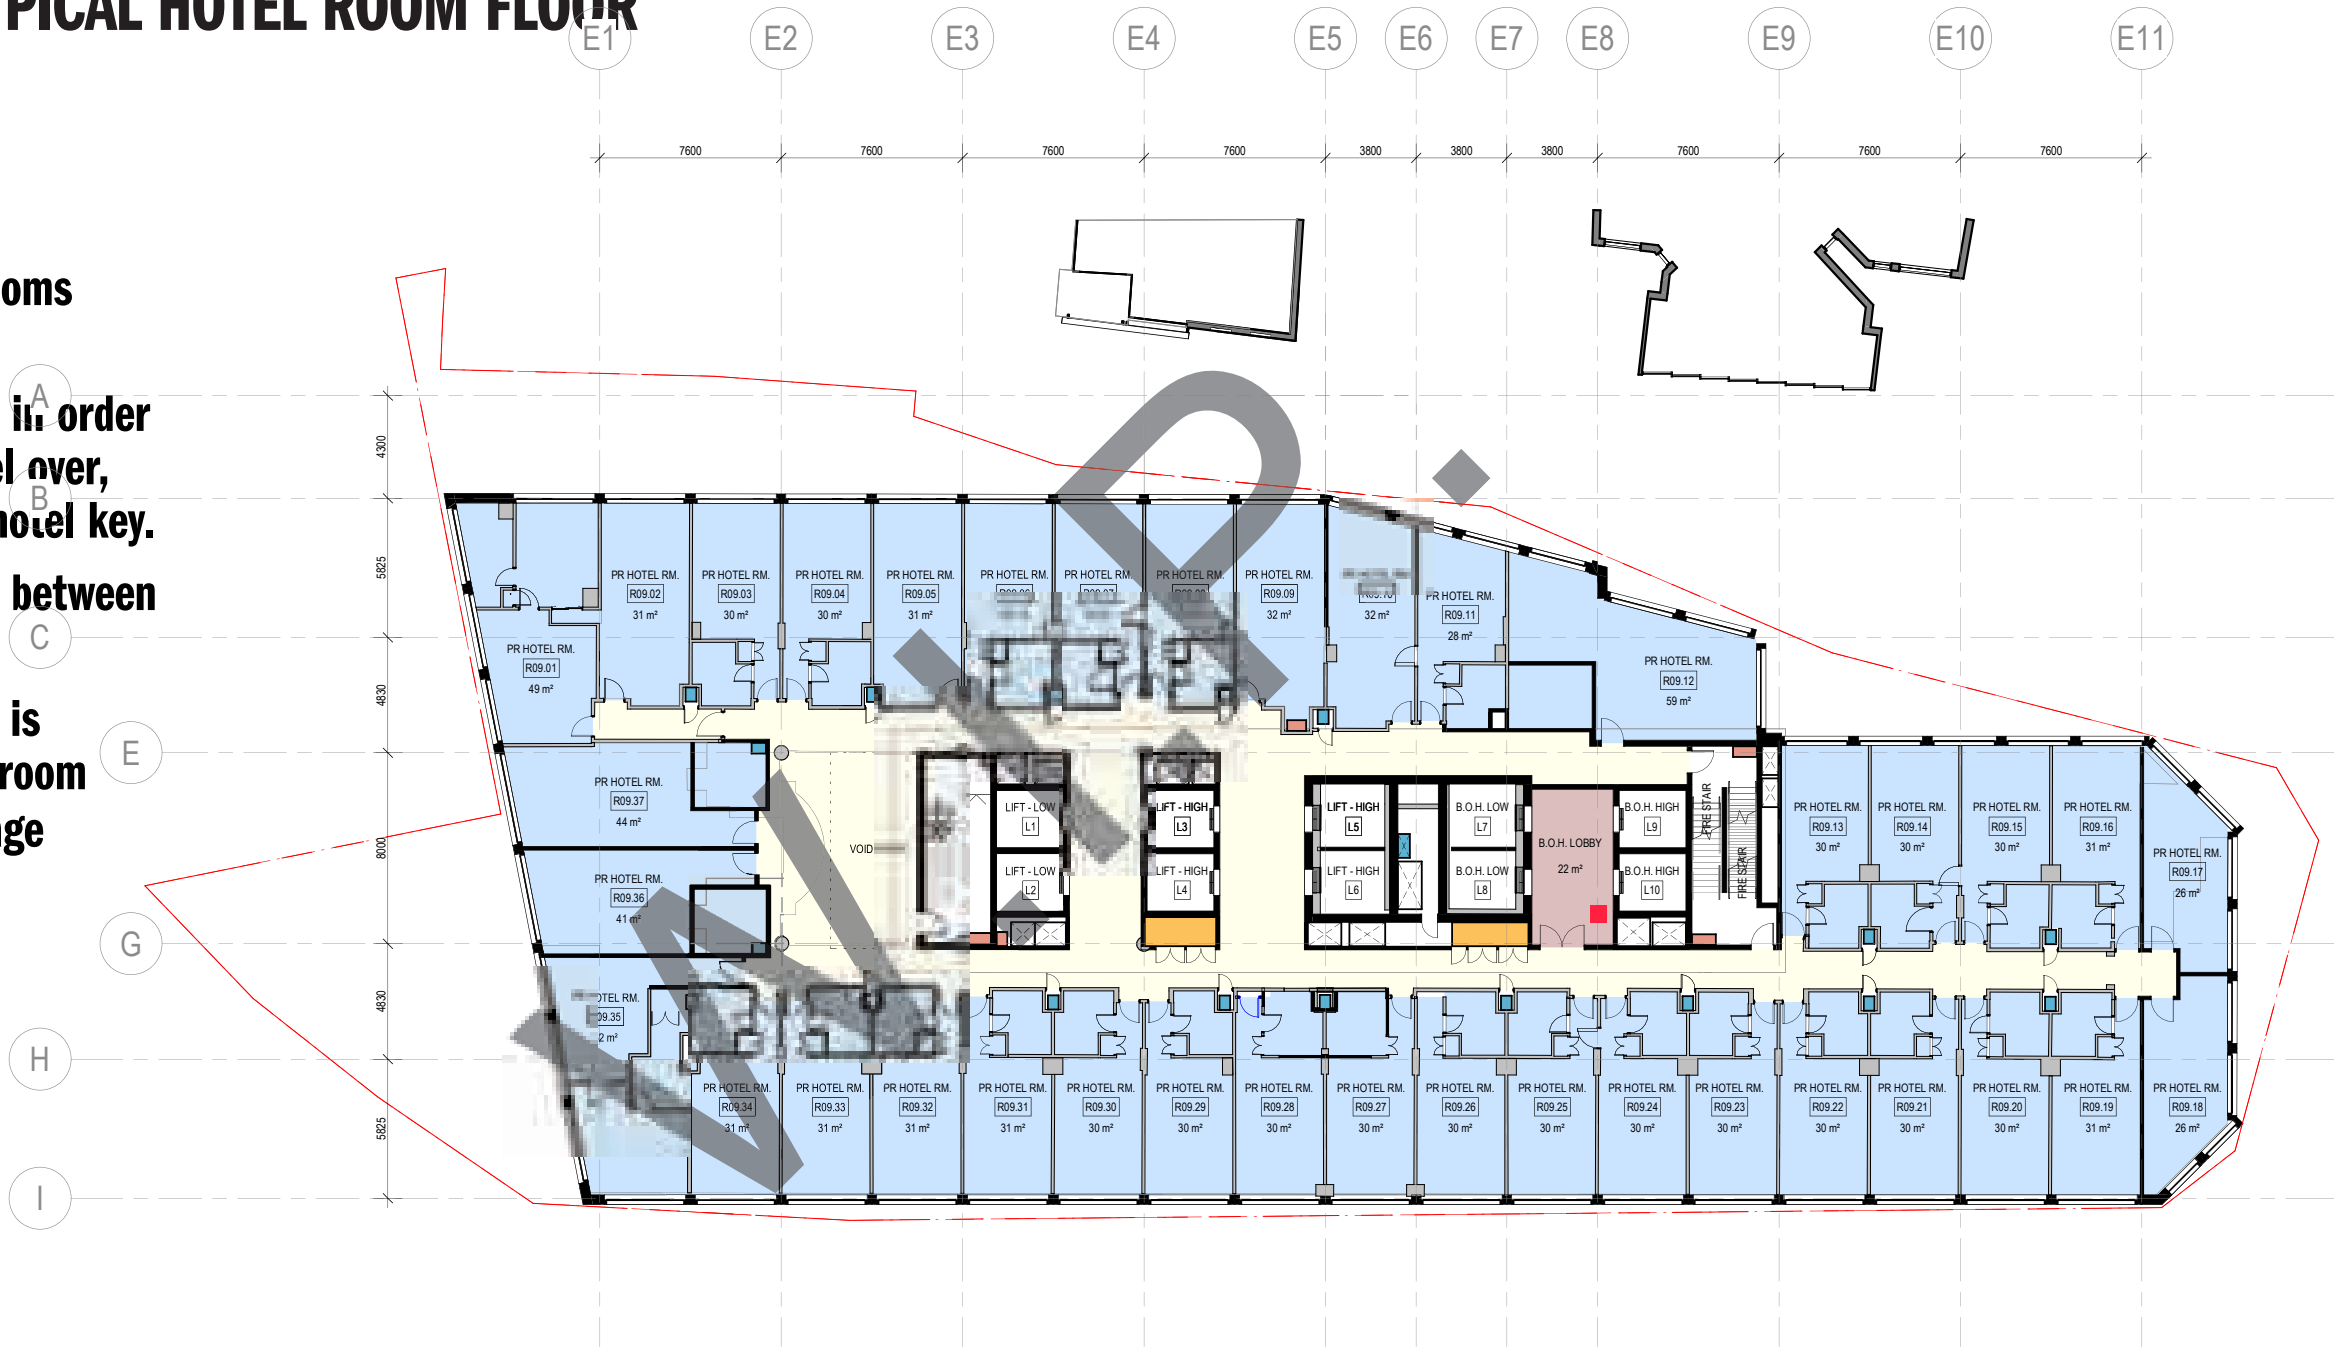 PICAL HOTEL ROOM FLOOR
E1 E2 E3 E4 E5 E6 E7 E8 E9 E10 E11
7600 7600 7600 7600 3800 3800 3800 7600 7600 7600
ooms
in order
el over,
hotel key.
between
is
room
nge
A
B
C
E
G
H
I
4300
5825
4830
8000
4830
5825
W.I.P.
PR HOTEL RM.
R09.01
49 m²
PR HOTEL RM.
R09.02
31 m²
PR HOTEL RM.
R09.03
30 m²
PR HOTEL RM.
R09.04
30 m²
PR HOTEL RM.
R09.05
31 m²
PR HOTEL RM.
PR HOTEL RM.
PR HOTEL RM.
PR HOTEL RM.
R09.09
32 m²
32 m²
PR HOTEL RM.
R09.11
28 m²
PR HOTEL RM.
R09.12
59 m²
PR HOTEL RM.
R09.37
44 m²
PR HOTEL RM.
R09.36
41 m²
VOID
LIFT - LOW
L1
LIFT - LOW
L2
LIFT - HIGH
L3
LIFT - HIGH
L4
LIFT - HIGH
L5
LIFT - HIGH
L6
B.O.H. LOW
L7
B.O.H. LOW
L8
B.O.H. LOBBY
22 m²
B.O.H. HIGH
L9
B.O.H. HIGH
L10
FIRE STAIR
FIRE STAIR
PR HOTEL RM.
R09.13
30 m²
PR HOTEL RM.
R09.14
30 m²
PR HOTEL RM.
R09.15
30 m²
PR HOTEL RM.
R09.16
31 m²
PR HOTEL RM.
R09.17
26 m²
OTEL RM.
09.35
2 m²
PR HOTEL RM.
R09.34
31 m²
PR HOTEL RM.
R09.33
31 m²
PR HOTEL RM.
R09.32
31 m²
PR HOTEL RM.
R09.31
31 m²
PR HOTEL RM.
R09.30
30 m²
PR HOTEL RM.
R09.29
30 m²
PR HOTEL RM.
R09.28
30 m²
PR HOTEL RM.
R09.27
30 m²
PR HOTEL RM.
R09.26
30 m²
PR HOTEL RM.
R09.25
30 m²
PR HOTEL RM.
R09.24
30 m²
PR HOTEL RM.
R09.23
30 m²
PR HOTEL RM.
R09.22
30 m²
PR HOTEL RM.
R09.21
30 m²
PR HOTEL RM.
R09.20
30 m²
PR HOTEL RM.
R09.19
31 m²
PR HOTEL RM.
R09.18
26 m²